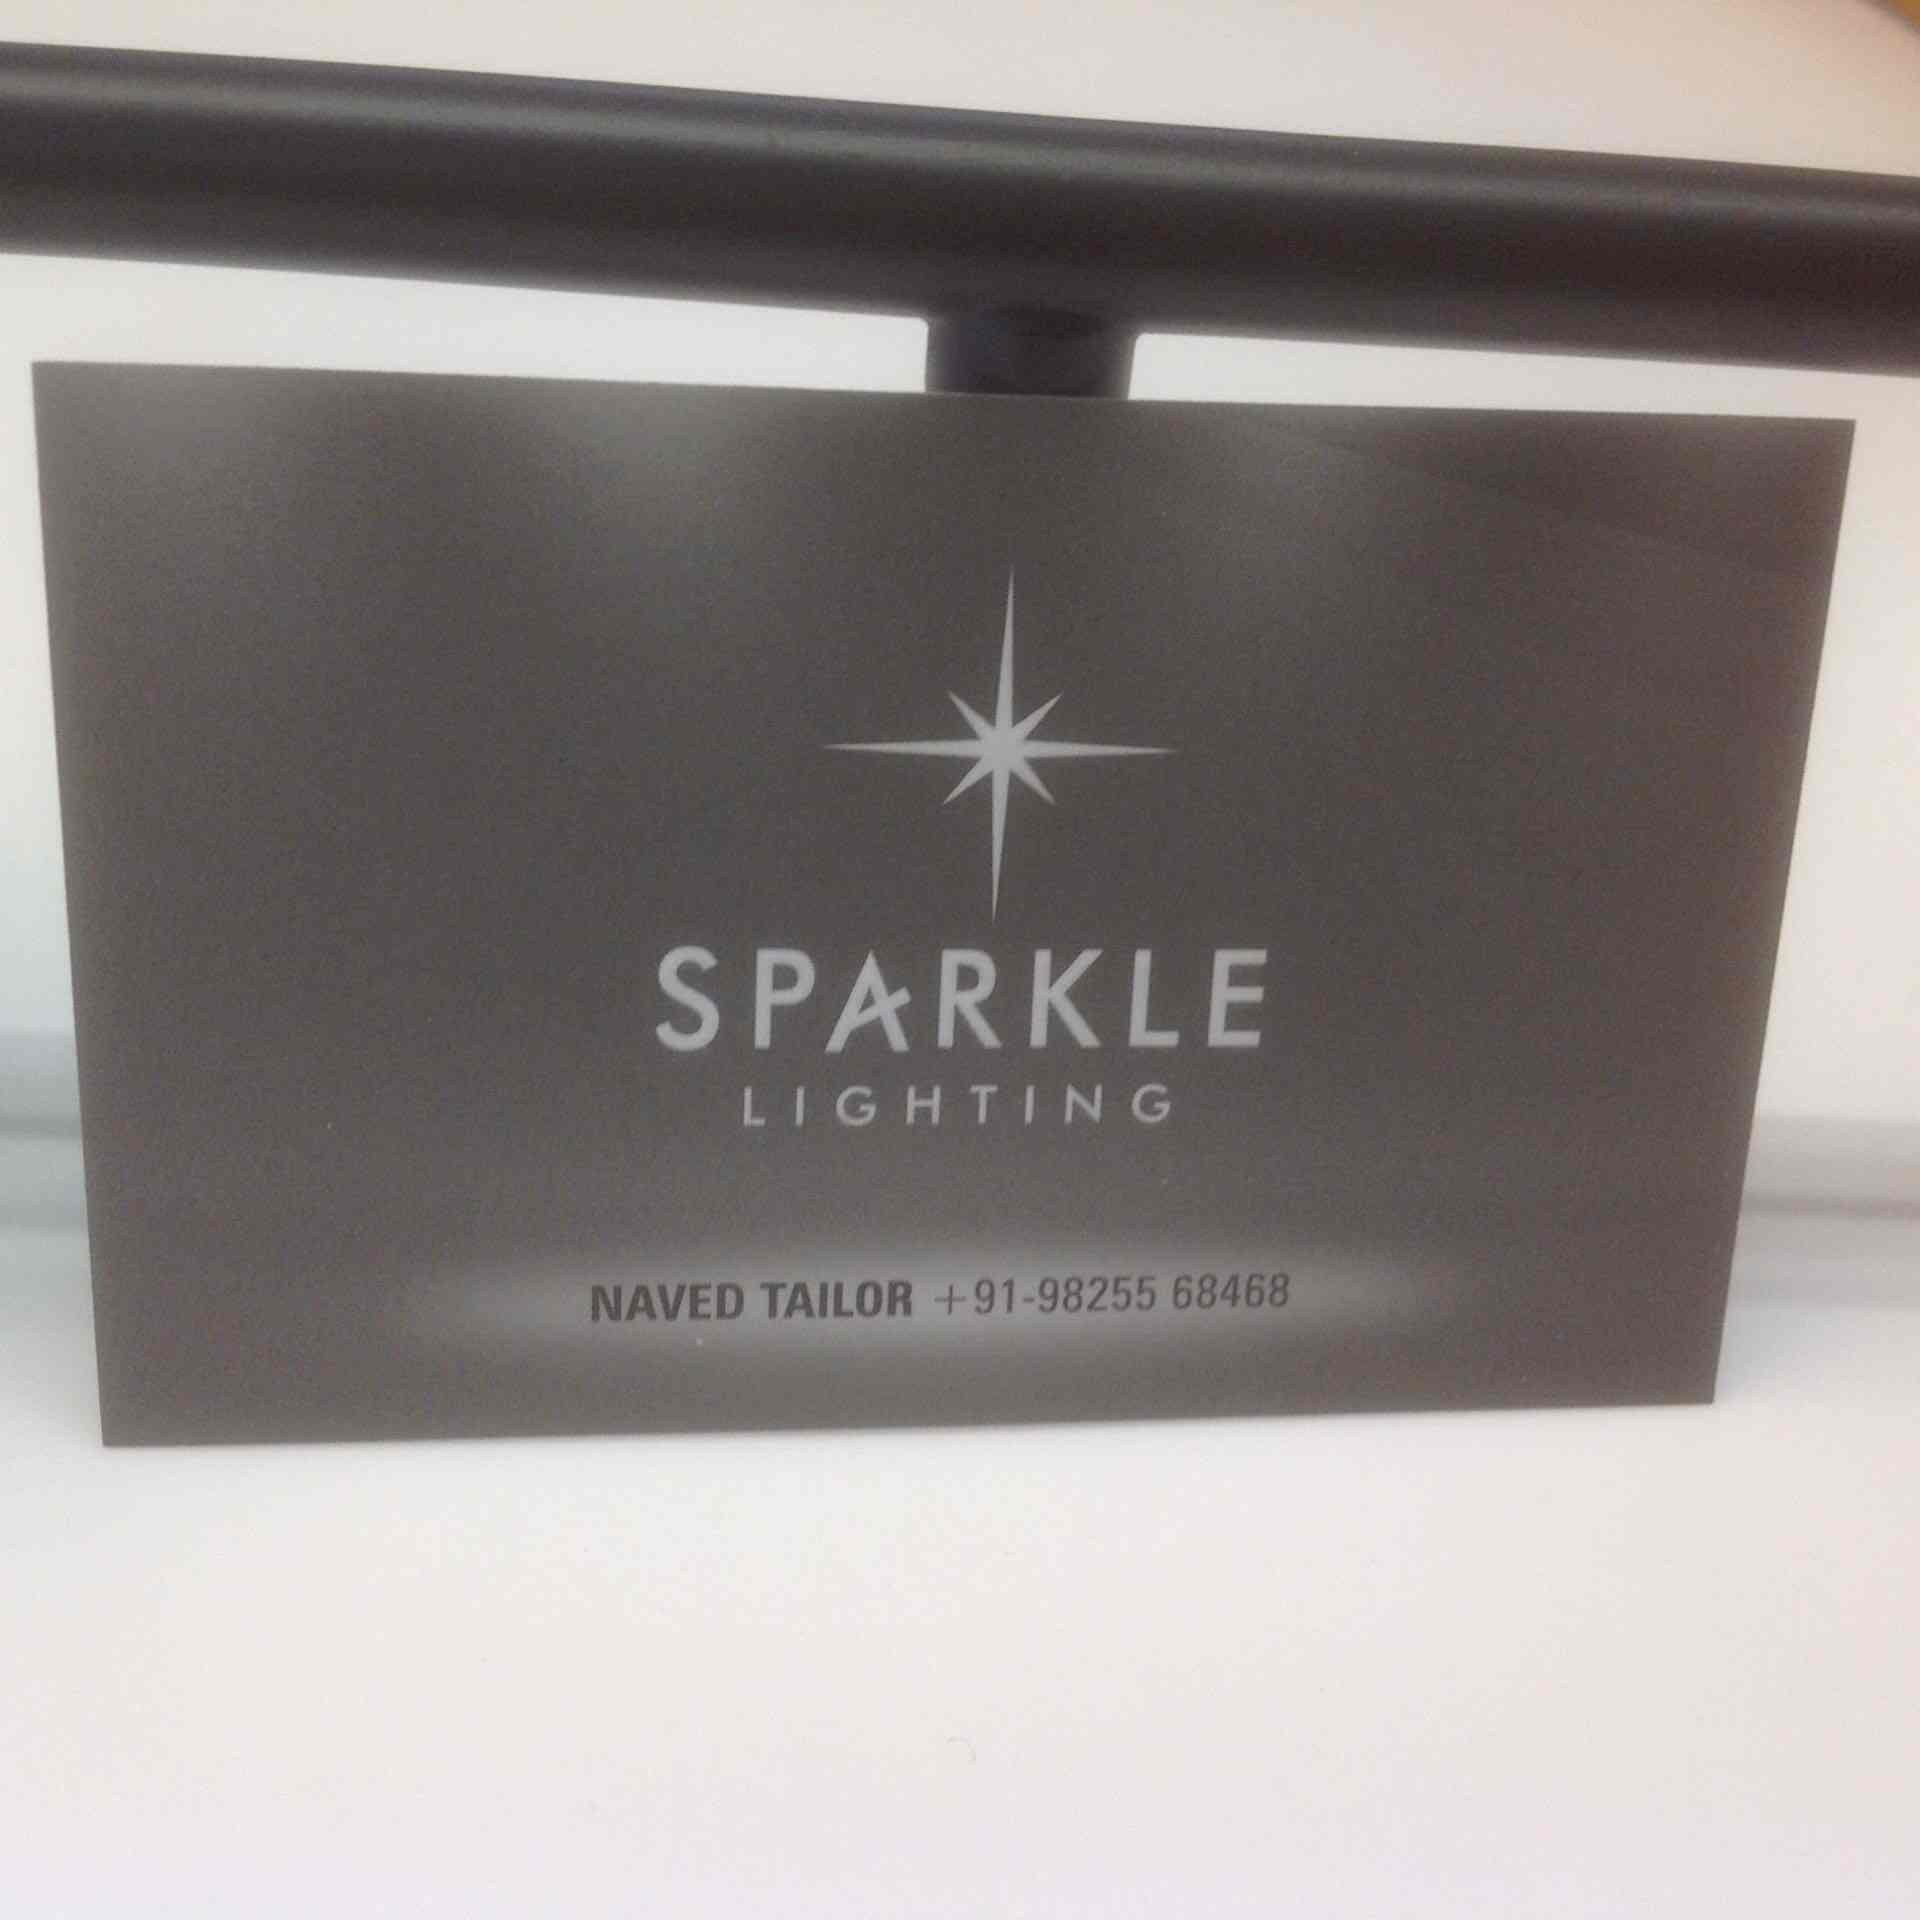 SPARKLE
LIGHTING
NAVED TAILOR +91-98255 68468